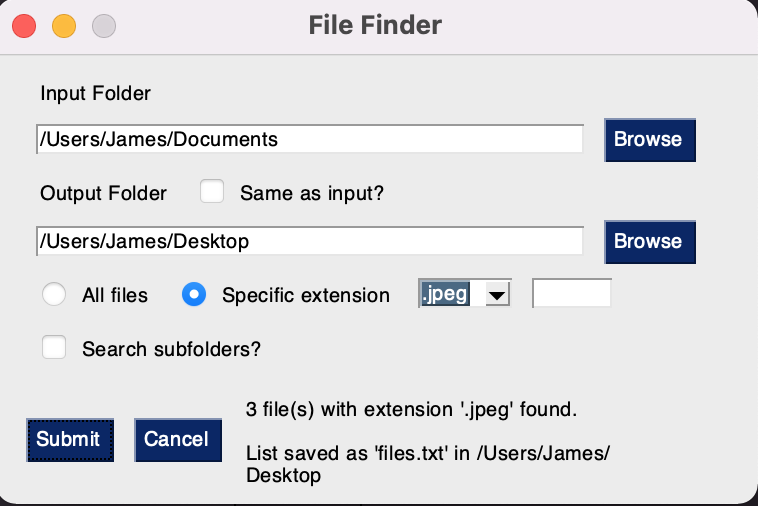 File Finder
Input Folder
/Users/James/Documents
Browse
Output Folder
Same as input?
/Users/James/Desktop
Browse
All files
Specific extension
.jpeg
Search subfolders?
Submit
Cancel
3 file(s) with extension '.jpeg' found.
List saved as 'files.txt' in /Users/James/
Desktop